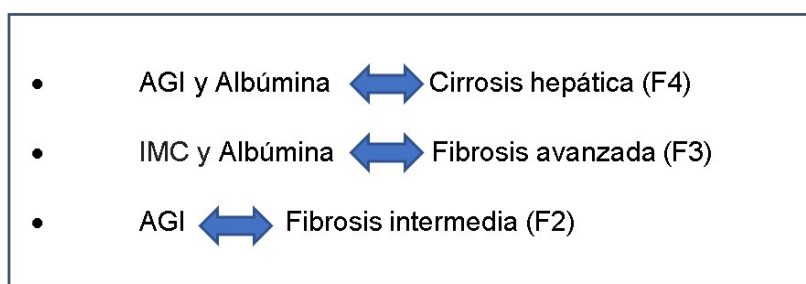 • AGI y Albúmina Cirrosis hepática (F4)
• IMC y Albúmina Fibrosis avanzada (F3)
• AGI Fibrosis intermedia (F2)